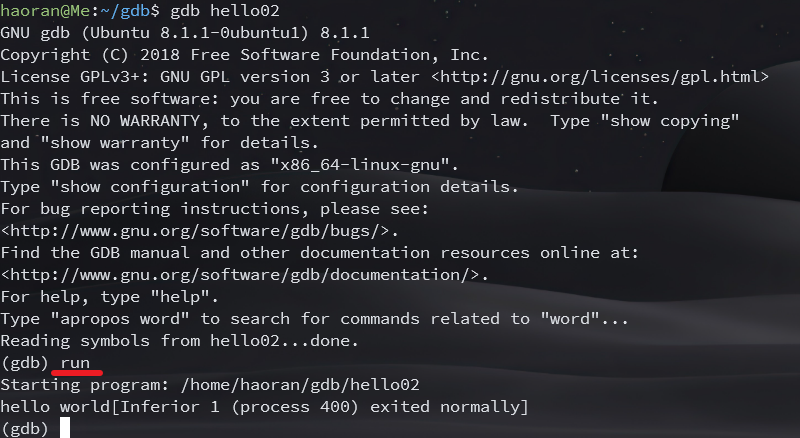 haoran@Me:~/gdb$ gdb hello02
GNU gdb (Ubuntu 8.1.1-0ubuntu1) 8.1.1
Copyright (C) 2018 Free Software Foundation, Inc.
License GPLv3+: GNU GPL version 3 or later <http://gnu.org/licenses/gpl.html>
This is free software: you are free to change and redistribute it.
There is NO WARRANTY, to the extent permitted by law.  Type "show copying"
and "show warranty" for details.
This GDB was configured as "x86_64-linux-gnu".
Type "show configuration" for configuration details.
For bug reporting instructions, please see:
<http://www.gnu.org/software/gdb/bugs/>.
Find the GDB manual and other documentation resources online at:
<http://www.gnu.org/software/gdb/documentation/>.
For help, type "help".
Type "apropos word" to search for commands related to "word"...
Reading symbols from hello02...done.
(gdb) run
Starting program: /home/haoran/gdb/hello02
hello world[Inferior 1 (process 400) exited normally]
(gdb)